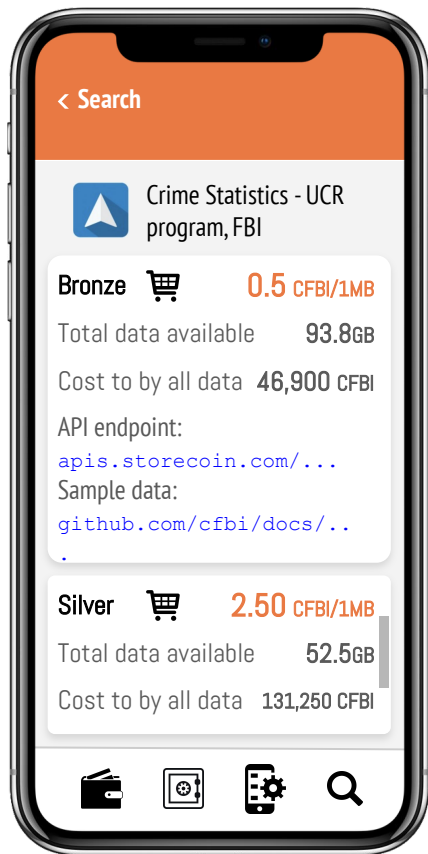 < Search
Crime Statistics - UCR
program, FBI
Bronze 0.5 CFBI/1MB
Total data available 93.8GB
Cost to by all data 46,900 CFBI
API endpoint:
apis.storecoin.com/...
Sample data:
github.com/cfbi/docs/..
.
Silver 2.50 CFBI/1MB
Total data available 52.5GB
Cost to by all data 131,250 CFBI